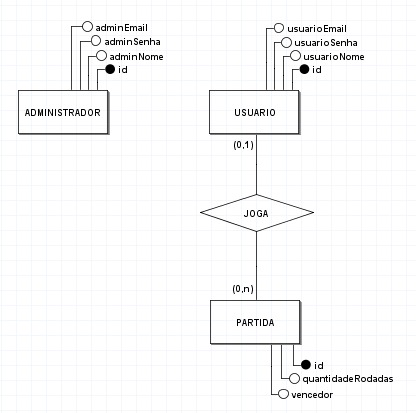 adminEmail
adminSenha
adminNome
id
ADMINISTRADOR
usuarioEmail
usuarioSenha
usuarioNome
id
USUARIO
(0,1)
JOGA
(0,n)
PARTIDA
id
quantidadeRodadas
vencedor